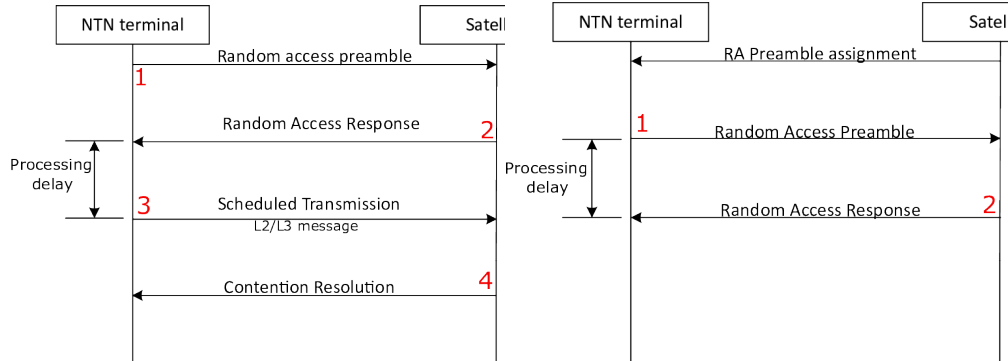 NTN terminal
Satell
Random access preamble
1
Random Access Response
2
Processing
delay
3
Scheduled Transmission
L2/L3 message
4
Contention Resolution
NTN terminal
Satel
RA Preamble assignment
1
Random Access Preamble
Processing
delay
Random Access Response
2